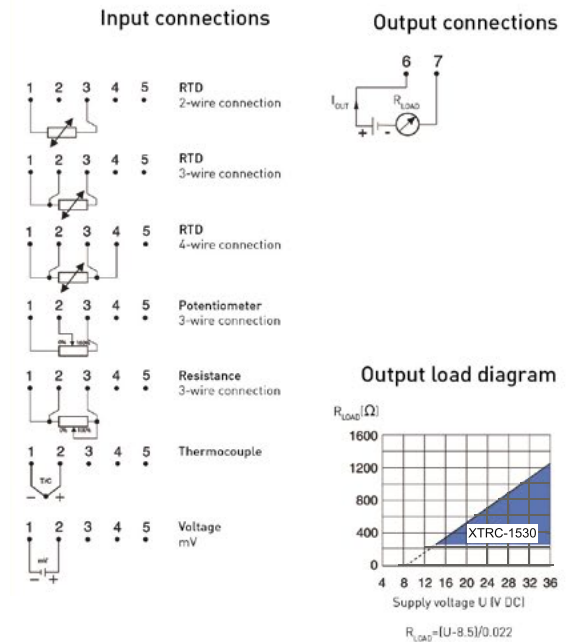 Input connections
1 2 3 4 5
RTD
2-wire connection
1 2 3 4 5
RTD
3-wire connection
1 2 3 4 5
RTD
4-wire connection
1 2 3 4 5
Potentiometer
3-wire connection
0% 100%
1 2 3 4 5
Resistance
3-wire connection
0% 100%
1 2 3 4 5
Thermocouple
T/C
- +
1 2 3 4 5
Voltage
mV
mV
- +
Output connections
6 7
I OUT
R LOAD
+ -
Output load diagram
R LOAD [Ω]
1600
1200
800
400
0
XTRC-1530
4 8 12 16 20 24 28 32 36
Supply voltage U (V DC)
R LOAD =(U-8.5)/0.022